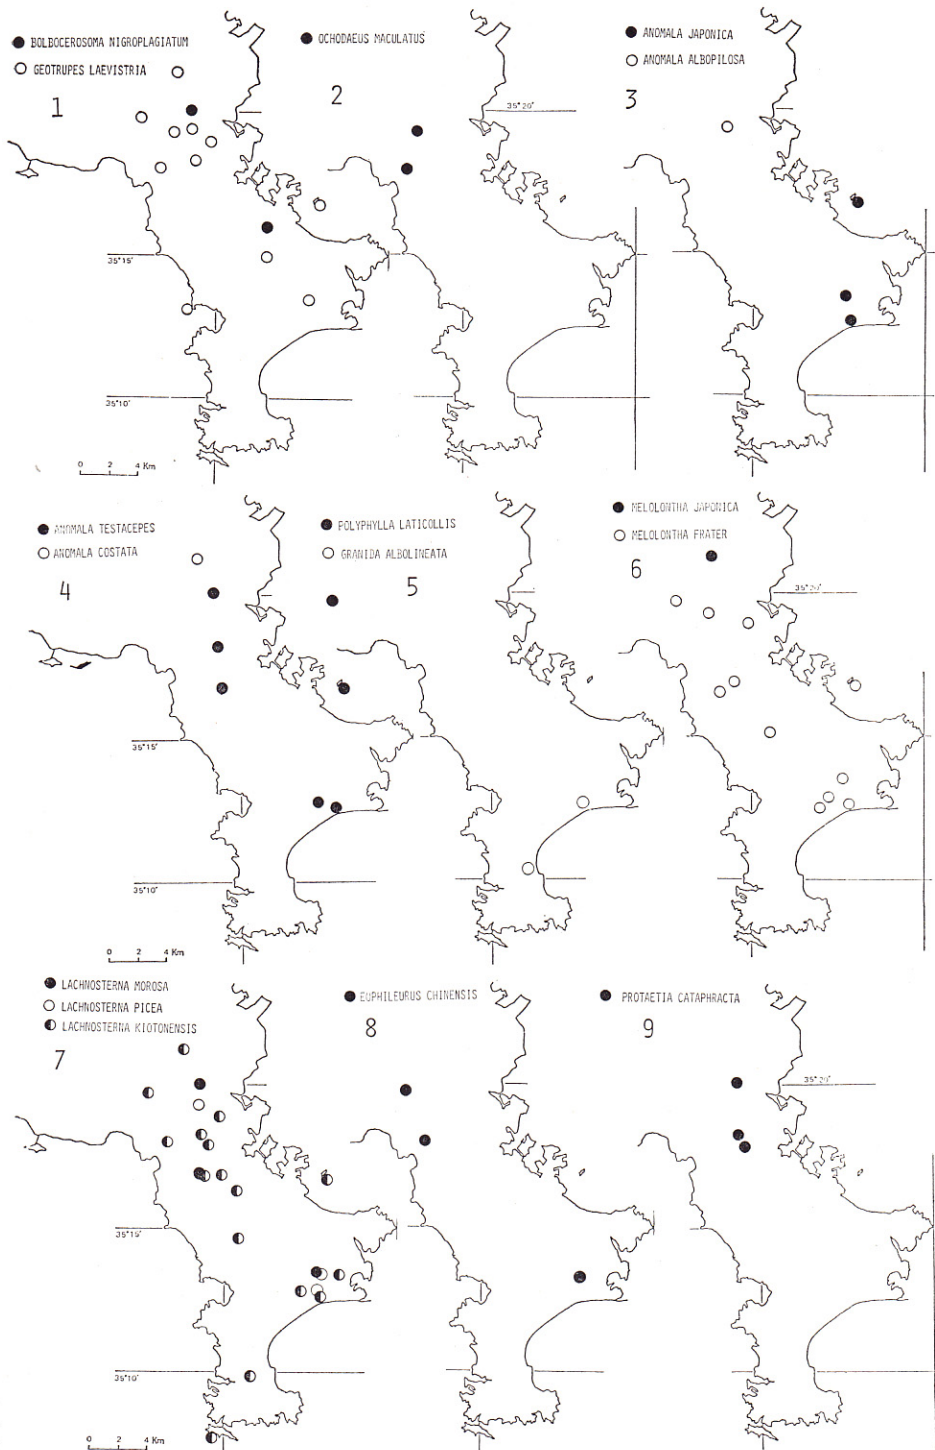 BOLBOCEROSOMA NIGROPLAGIATUM
GEOTRUPES LAEVISTRIA
1
35°15'
35°10'
0 2 4 Km
OCHODAEUS MACULATUS
2
35°20'
ANOMALA JAPONICA
ANOMALA ALBOPILOSA
3
ANOMALA TESTACEPES
ANOMALA COSTATA
4
35°15'
35°10'
0 2 4 Km
POLYPHYLLA LATICOLLIS
GRANIDA ALBOLINEATA
5
MELOLONTHA JAPONICA
MELOLONTHA FRATER
6
35°20'
LACHNOSTERNA MOROSA
LACHNOSTERNA PICEA
LACHNOSTERNA KIOTONENSIS
7
35°15'
35°10'
0 2 4 Km
EUPHILEURUS CHINENSIS
8
PROTAETIA CATAPHRACTA
9
35°20'